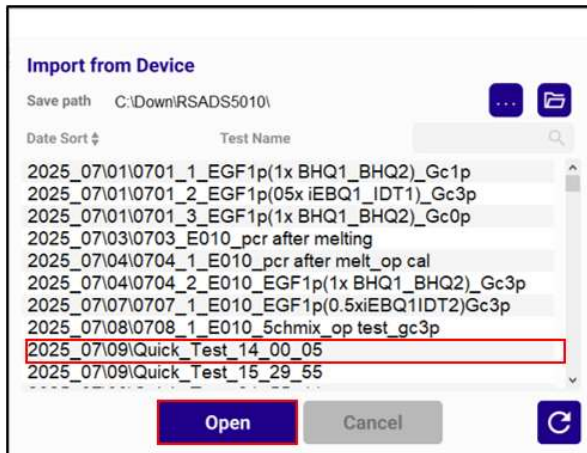 Import from Device
Save path C:\Down\RSADS5010\ ...
Date Sort Test Name
2025_07\01\0701_1_EGF1p(1x BHQ1_BHQ2)_Gc1p
2025_07\01\0701_2_EGF1p(05x iEBQ1_IDT1)_Gc3p
2025_07\01\0701_3_EGF1p(1x BHQ1_BHQ2)_Gc0p
2025_07\03\0703_E010_pcr after melting
2025_07\04\0704_1_E010_pcr after melt_op cal
2025_07\04\0704_2_E010_EGF1p(1x BHQ1_BHQ2)_Gc3p
2025_07\07\0707_1_E010_EGF1p(0.5xiEBQ1IDT2)Gc3p
2025_07\08\0708_1_E010_5chmix_op test_gc3p
2025_07\09\Quick_Test_14_00_05
2025_07\09\Quick_Test_15_29_55
Open Cancel